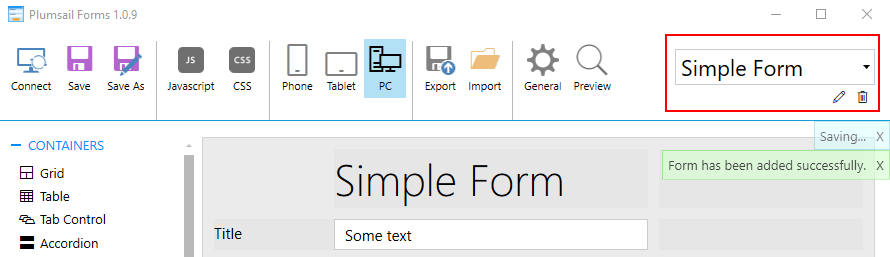 Plumsail Forms 1.0.9
JS
CSS
Connect Save Save As Javascript CSS Phone Tablet PC Export Import General Preview
Simple Form
Saving... X
Form has been added successfully. X
CONTAINERS
Grid
Table
Tab Control
Accordion
Simple Form
Title Some text